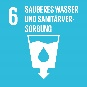 6 SAUBERES WASSER
UND SANITÄRVER-
SORGUNG